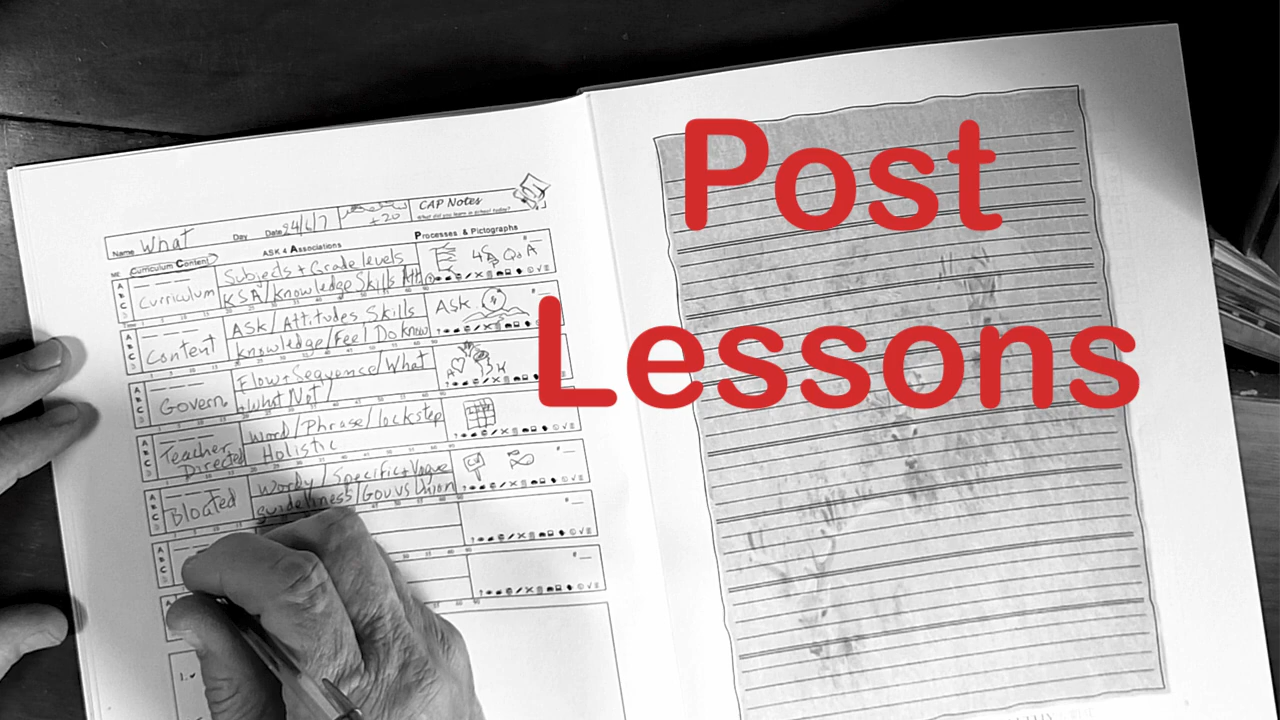 Post
Lessons
CAP Notes
What did you learn in school today?
Name What Day Date 24/6/7
+20
ME Curriculum Content ASK 4 Associations Processes & Pictographs
curriculum
Subjects + Grade levels
KSA/knowledge Skills Att
Q&A
Content
Ask/Attitudes Skills
knowledge/Feel/Do know
ASK
Govern.
Flow + Sequence/What
+ What Not/
Teacher Directed
Word/Phrase/lockstep
Holistic
Bloated
Wordy/Specific + Vague
guideliness/Gov vs Union
1.